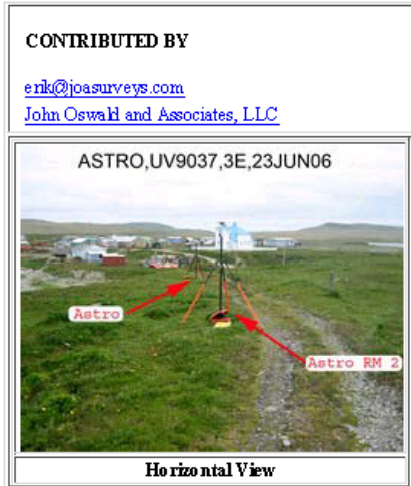 CONTRIBUTED BY
erik@joasurveys.com
John Oswald and Associates, LLC
ASTRO,UV9037,3E,23JUN06
Astro
Astro RM 2
Horizontal View